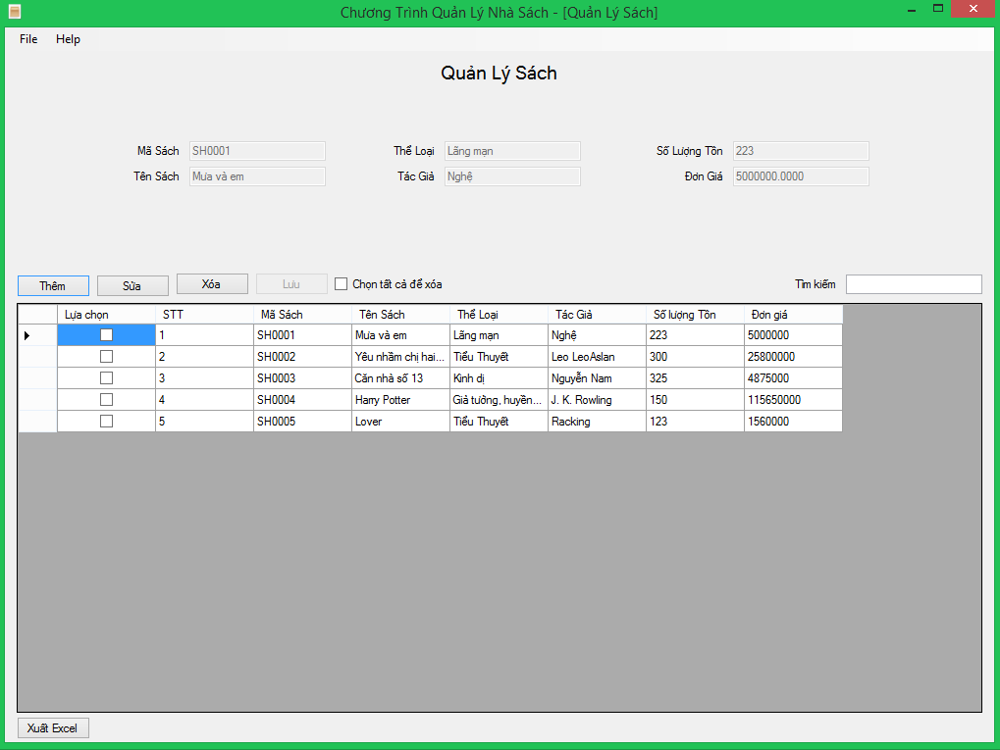 Chương Trình Quản Lý Nhà Sách - [Quản Lý Sách]
File Help
Quản Lý Sách
Mã Sách SH0001 Thể Loại Lãng mạn Số Lượng Tồn 223
Tên Sách Mưa và em Tác Giả Nghệ Đơn Giá 5000000.0000
Thêm Sửa Xóa Lưu Chọn tất cả để xóa Tìm kiếm
Lựa chọn STT Mã Sách Tên Sách Thể Loại Tác Giả Số lượng Tồn Đơn giá
1 SH0001 Mưa và em Lãng mạn Nghệ 223 5000000
2 SH0002 Yêu nhầm chị hai... Tiểu Thuyết Leo LeoAslan 300 25800000
3 SH0003 Căn nhà số 13 Kinh dị Nguyễn Nam 325 4875000
4 SH0004 Harry Potter Giả tưởng, huyền... J. K. Rowling 150 115650000
5 SH0005 Lover Tiểu Thuyết Racking 123 1560000
Xuất Excel